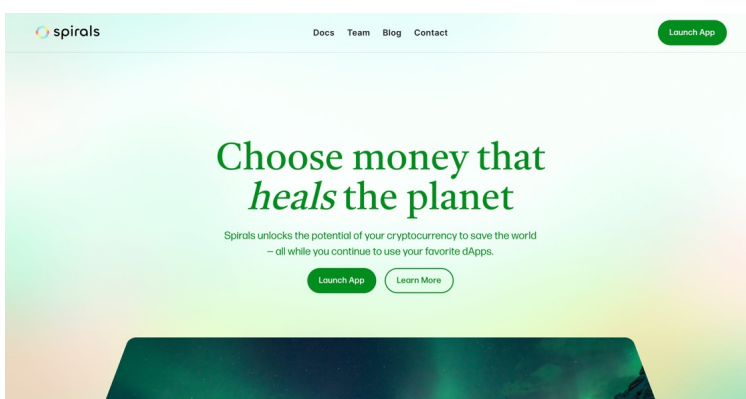 spirals
Docs Team Blog Contact
Launch App
Choose money that
heals the planet
Spirals unlocks the potential of your cryptocurrency to save the world
— all while you continue to use your favorite dApps.
Launch App Learn More